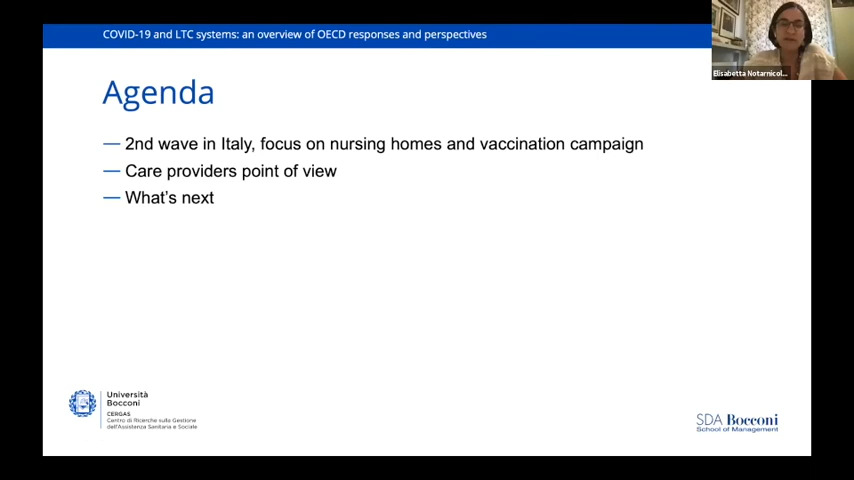 COVID-19 and LTC systems: an overview of OECD responses and perspectives
Elisabetta Notarnicol...
Agenda
— 2nd wave in Italy, focus on nursing homes and vaccination campaign
— Care providers point of view
— What's next
Università
Bocconi
CERGAS
Centro di Ricerche sulla Gestione
dell'Assistenza Sanitaria e Sociale
SDA Bocconi
School of Management